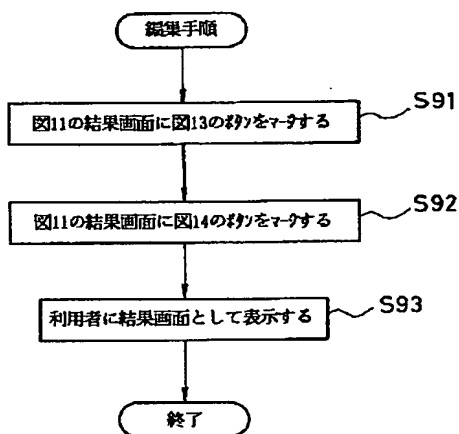 編集手順
図11の結果画面に図13のボタンをマークする
S91
図11の結果画面に図14のボタンをマークする
S92
利用者に結果画面として表示する
S93
終了